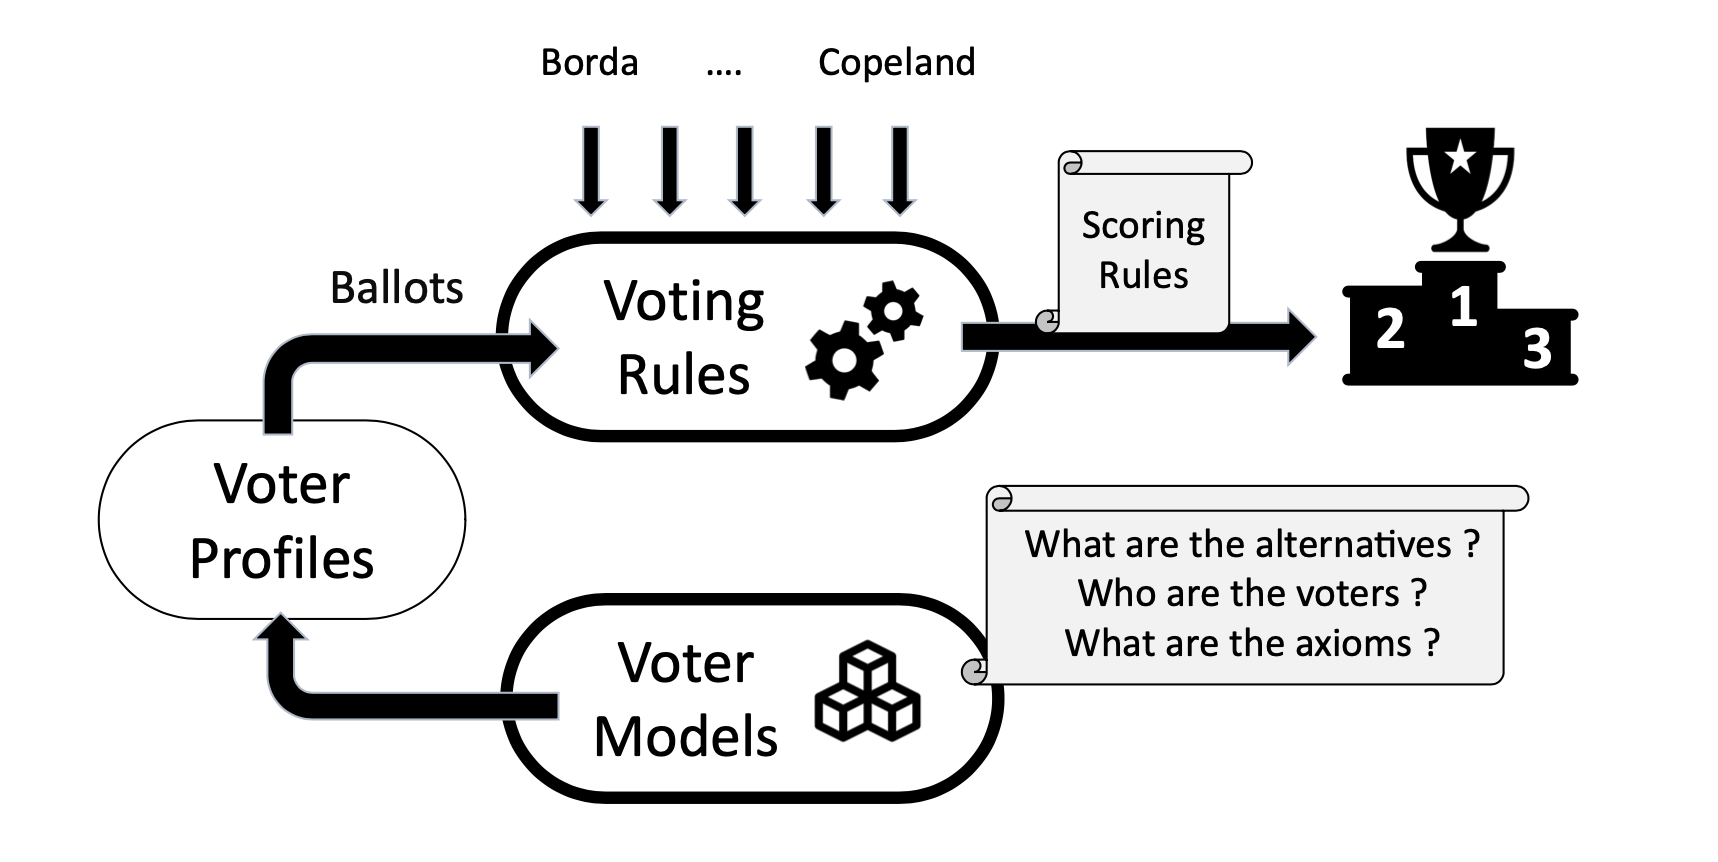 Borda .... Copeland
Scoring
Rules
Ballots
Voting
Rules
1
2
3
Voter
Profiles
What are the alternatives ?
Who are the voters ?
What are the axioms ?
Voter
Models